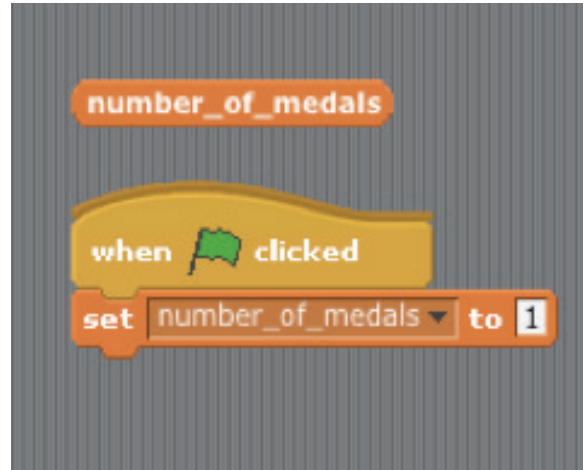 number_of_medals
when clicked
set number_of_medals to 1